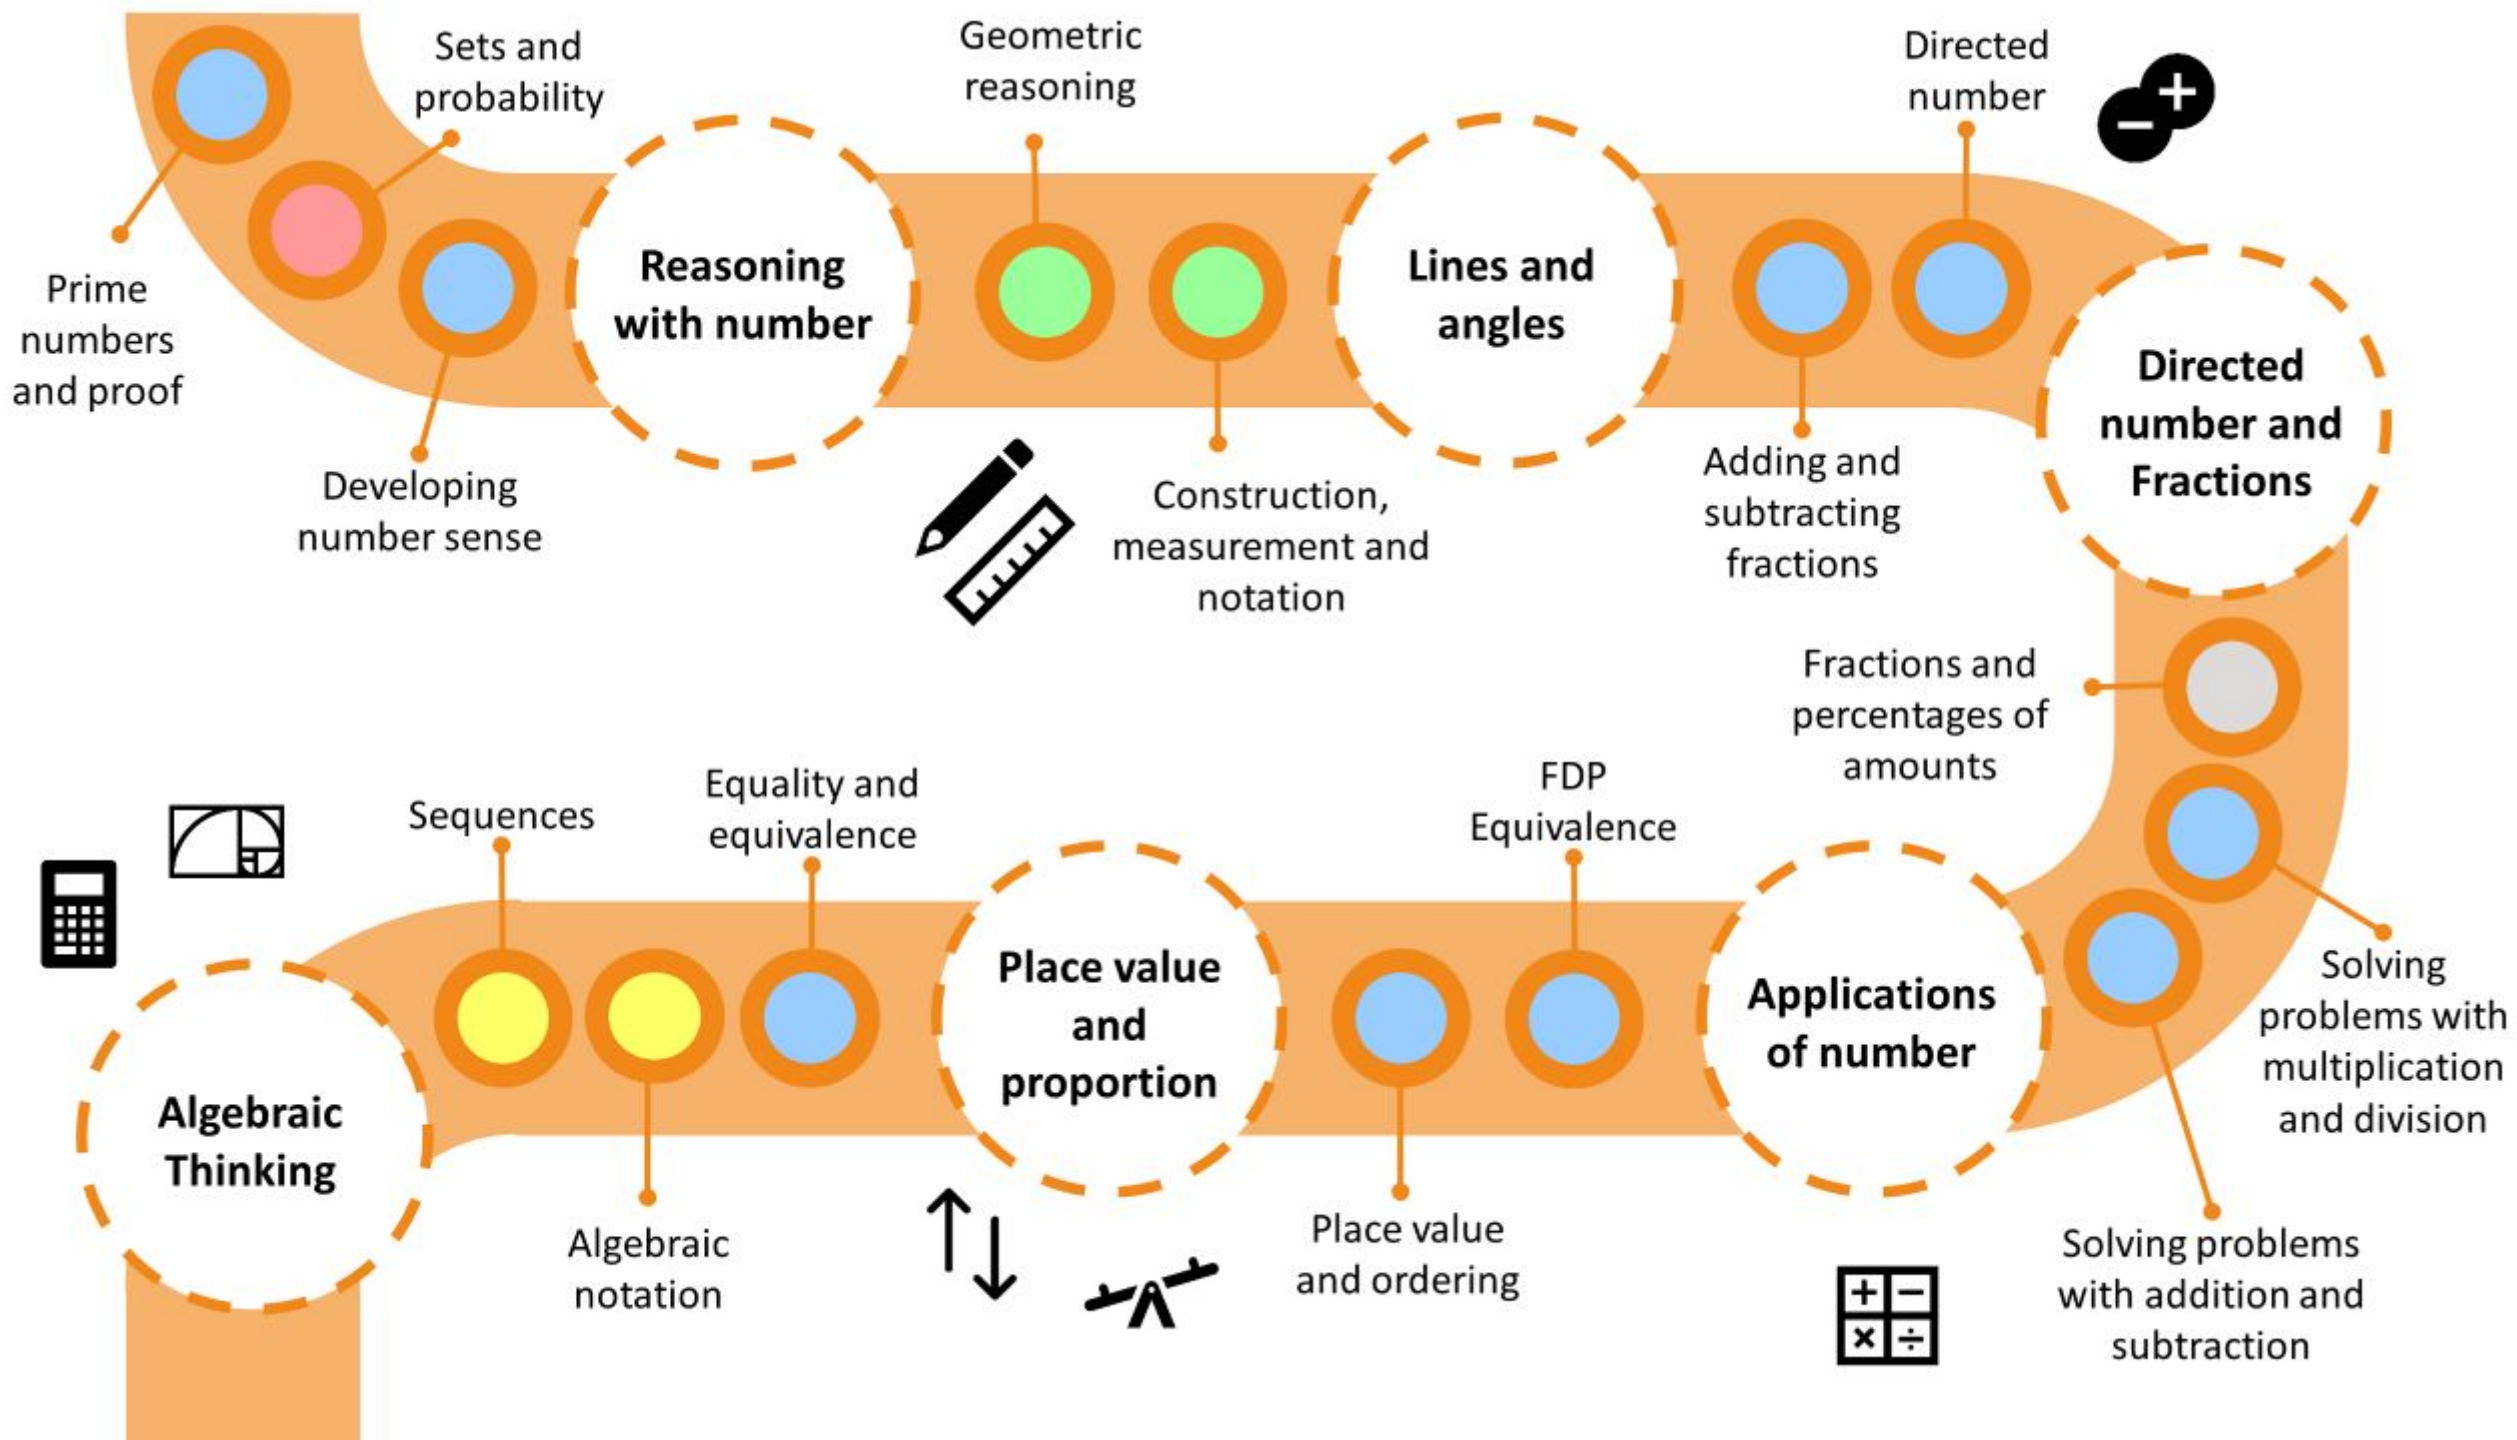 Sets and
probability
Geometric
reasoning
Directed
number
+
−
Prime
numbers
and proof
Reasoning
with number
Lines and
angles
Directed
number and
Fractions
Developing
number sense
Construction,
measurement and
notation
Adding and
subtracting
fractions
Fractions and
percentages of
amounts
Sequences
Equality and
equivalence
FDP
Equivalence
Algebraic
Thinking
Place value
and
proportion
Applications
of number
Solving
problems with
multiplication
and division
Algebraic
notation
Place value
and ordering
+ −
× ÷
Solving problems
with addition and
subtraction